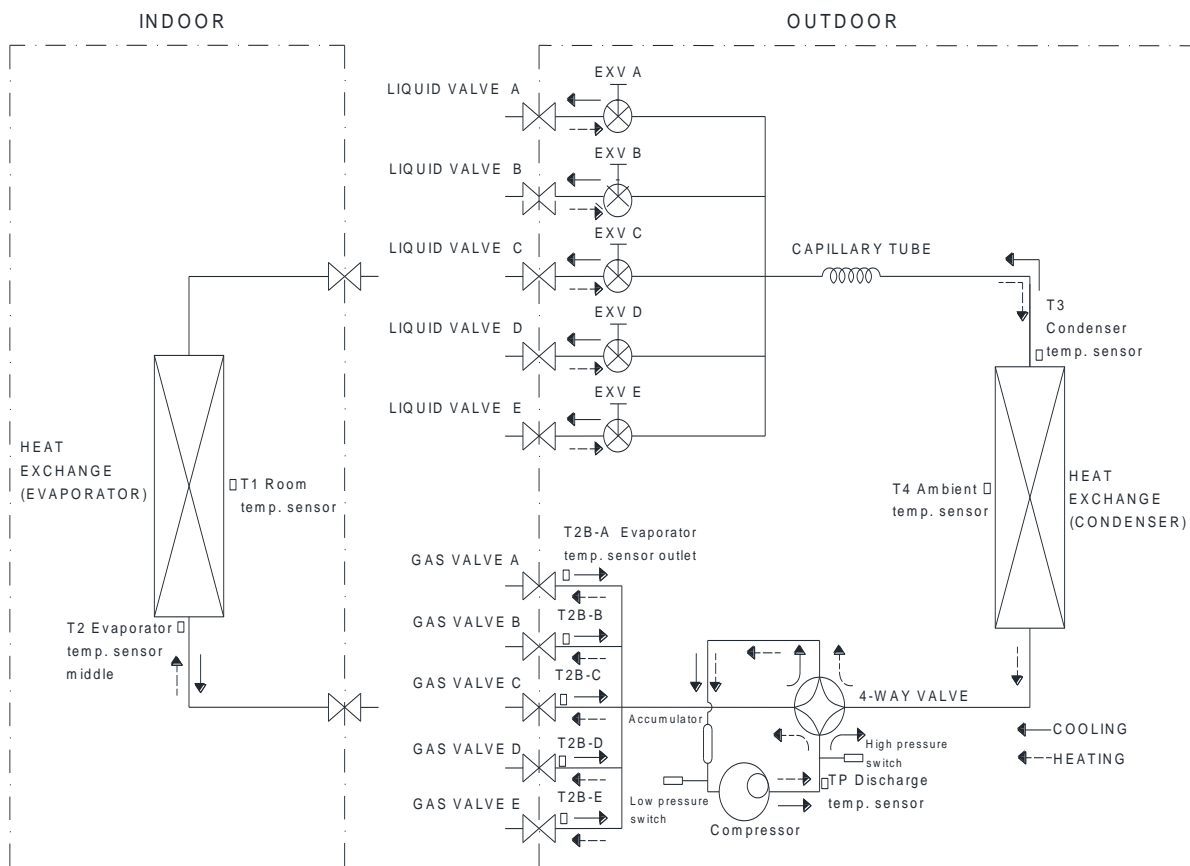 INDOOR
OUTDOOR
LIQUID VALVE A
EXV A
LIQUID VALVE B
EXV B
LIQUID VALVE C
EXV C
CAPILLARY TUBE
LIQUID VALVE D
EXV D
T3
Condenser
temp. sensor
LIQUID VALVE E
EXV E
HEAT
EXCHANGE
(EVAPORATOR)
T1 Room
temp. sensor
T4 Ambient
temp. sensor
HEAT
EXCHANGE
(CONDENSER)
T2B-A Evaporator
temp. sensor outlet
GAS VALVE A
T2B-B
GAS VALVE B
T2 Evaporator
temp. sensor
middle
T2B-C
GAS VALVE C
4-WAY VALVE
Accumulator
T2B-D
GAS VALVE D
High pressure
switch
COOLING
HEATING
T2B-E
GAS VALVE E
Low pressure
switch
TP Discharge
temp. sensor
Compressor